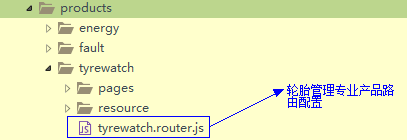 products
energy
fault
tyrewatch
pages
resource
tyrewatch.router.js
轮胎管理专业产品路
由配置